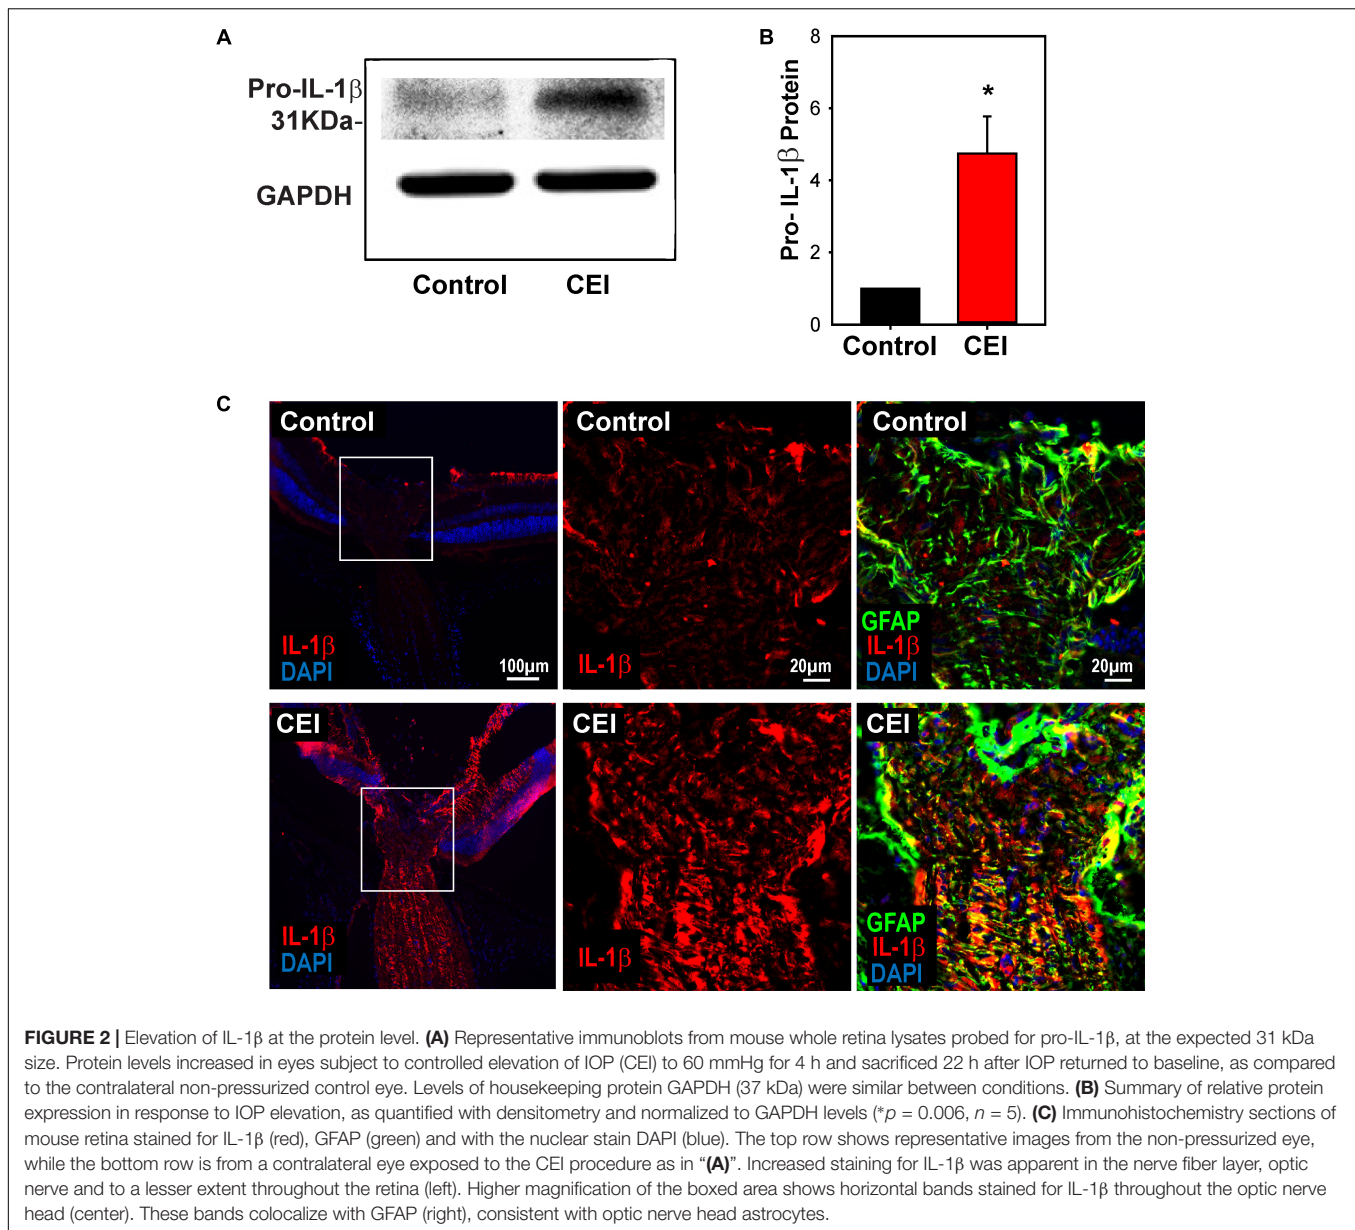 A
Pro-IL-1β
31KDa-
GAPDH
Control
CEI
B
Pro- IL-1β Protein
8
6
4
2
0
*
Control
CEI
C
Control
IL-1β
DAPI
100µm
Control
IL-1β
20µm
Control
GFAP
IL-1β
DAPI
20µm
CEI
IL-1β
DAPI
CEI
IL-1β
CEI
GFAP
IL-1β
DAPI
FIGURE 2 | Elevation of IL-1β at the protein level. (A) Representative immunoblots from mouse whole retina lysates probed for pro-IL-1β, at the expected 31 kDa
size. Protein levels increased in eyes subject to controlled elevation of IOP (CEI) to 60 mmHg for 4 h and sacrificed 22 h after IOP returned to baseline, as compared
to the contralateral non-pressurized control eye. Levels of housekeeping protein GAPDH (37 kDa) were similar between conditions. (B) Summary of relative protein
expression in response to IOP elevation, as quantified with densitometry and normalized to GAPDH levels (*p = 0.006, n = 5). (C) Immunohistochemistry sections of
mouse retina stained for IL-1β (red), GFAP (green) and with the nuclear stain DAPI (blue). The top row shows representative images from the non-pressurized eye,
while the bottom row is from a contralateral eye exposed to the CEI procedure as in “(A)”. Increased staining for IL-1β was apparent in the nerve fiber layer, optic
nerve and to a lesser extent throughout the retina (left). Higher magnification of the boxed area shows horizontal bands stained for IL-1β throughout the optic nerve
head (center). These bands colocalize with GFAP (right), consistent with optic nerve head astrocytes.